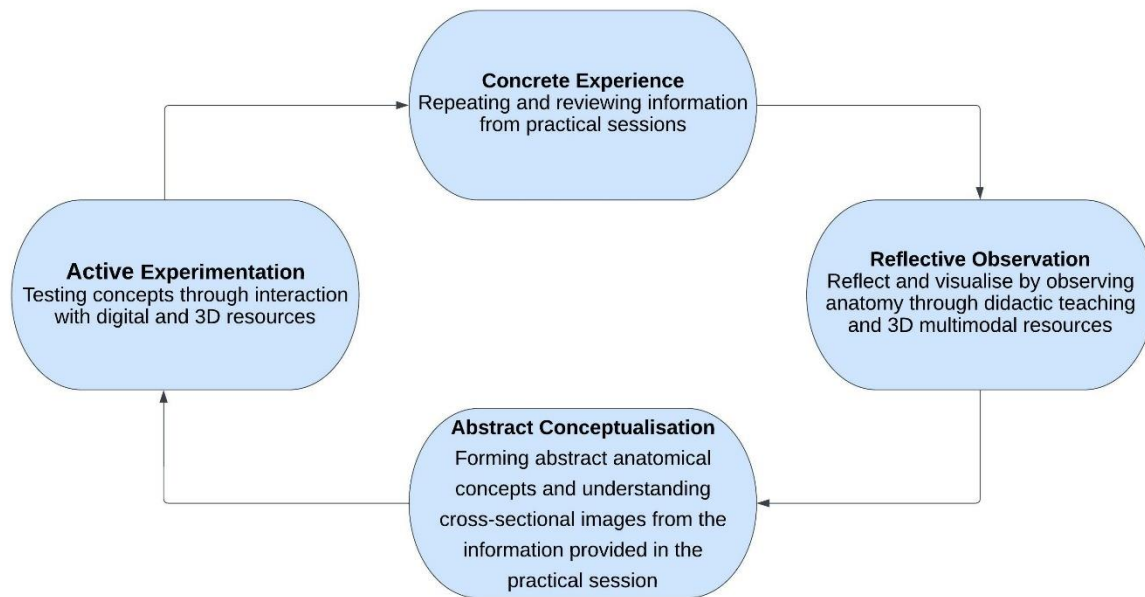 Concrete Experience
Repeating and reviewing information
from practical sessions
Reflective Observation
Reflect and visualise by observing
anatomy through didactic teaching
and 3D multimodal resources
Abstract Conceptualisation
Forming abstract anatomical
concepts and understanding
cross-sectional images from the
information provided in the
practical session
Active Experimentation
Testing concepts through interaction
with digital and 3D resources